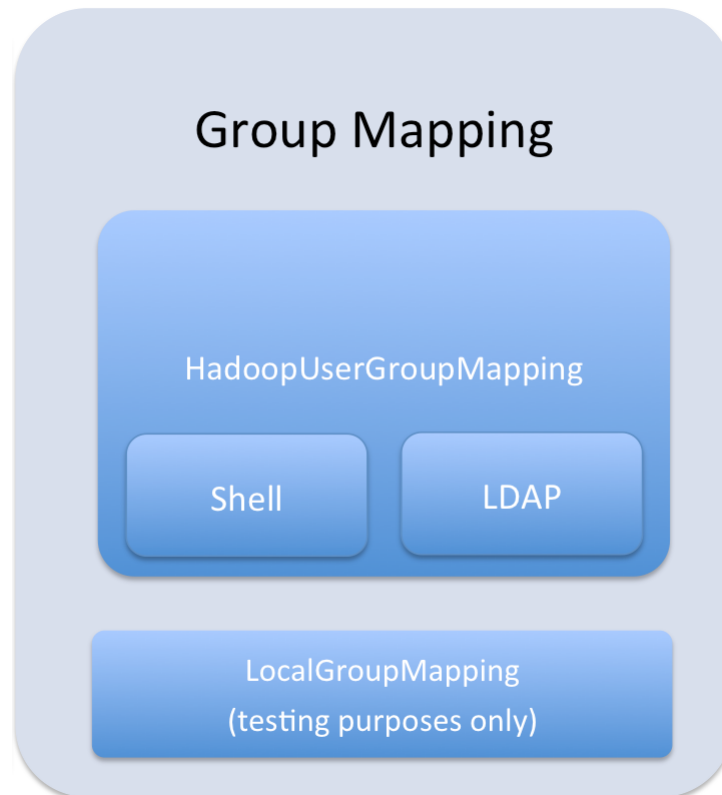 Group Mapping
HadoopUserGroupMapping
Shell
LDAP
LocalGroupMapping
(testing purposes only)